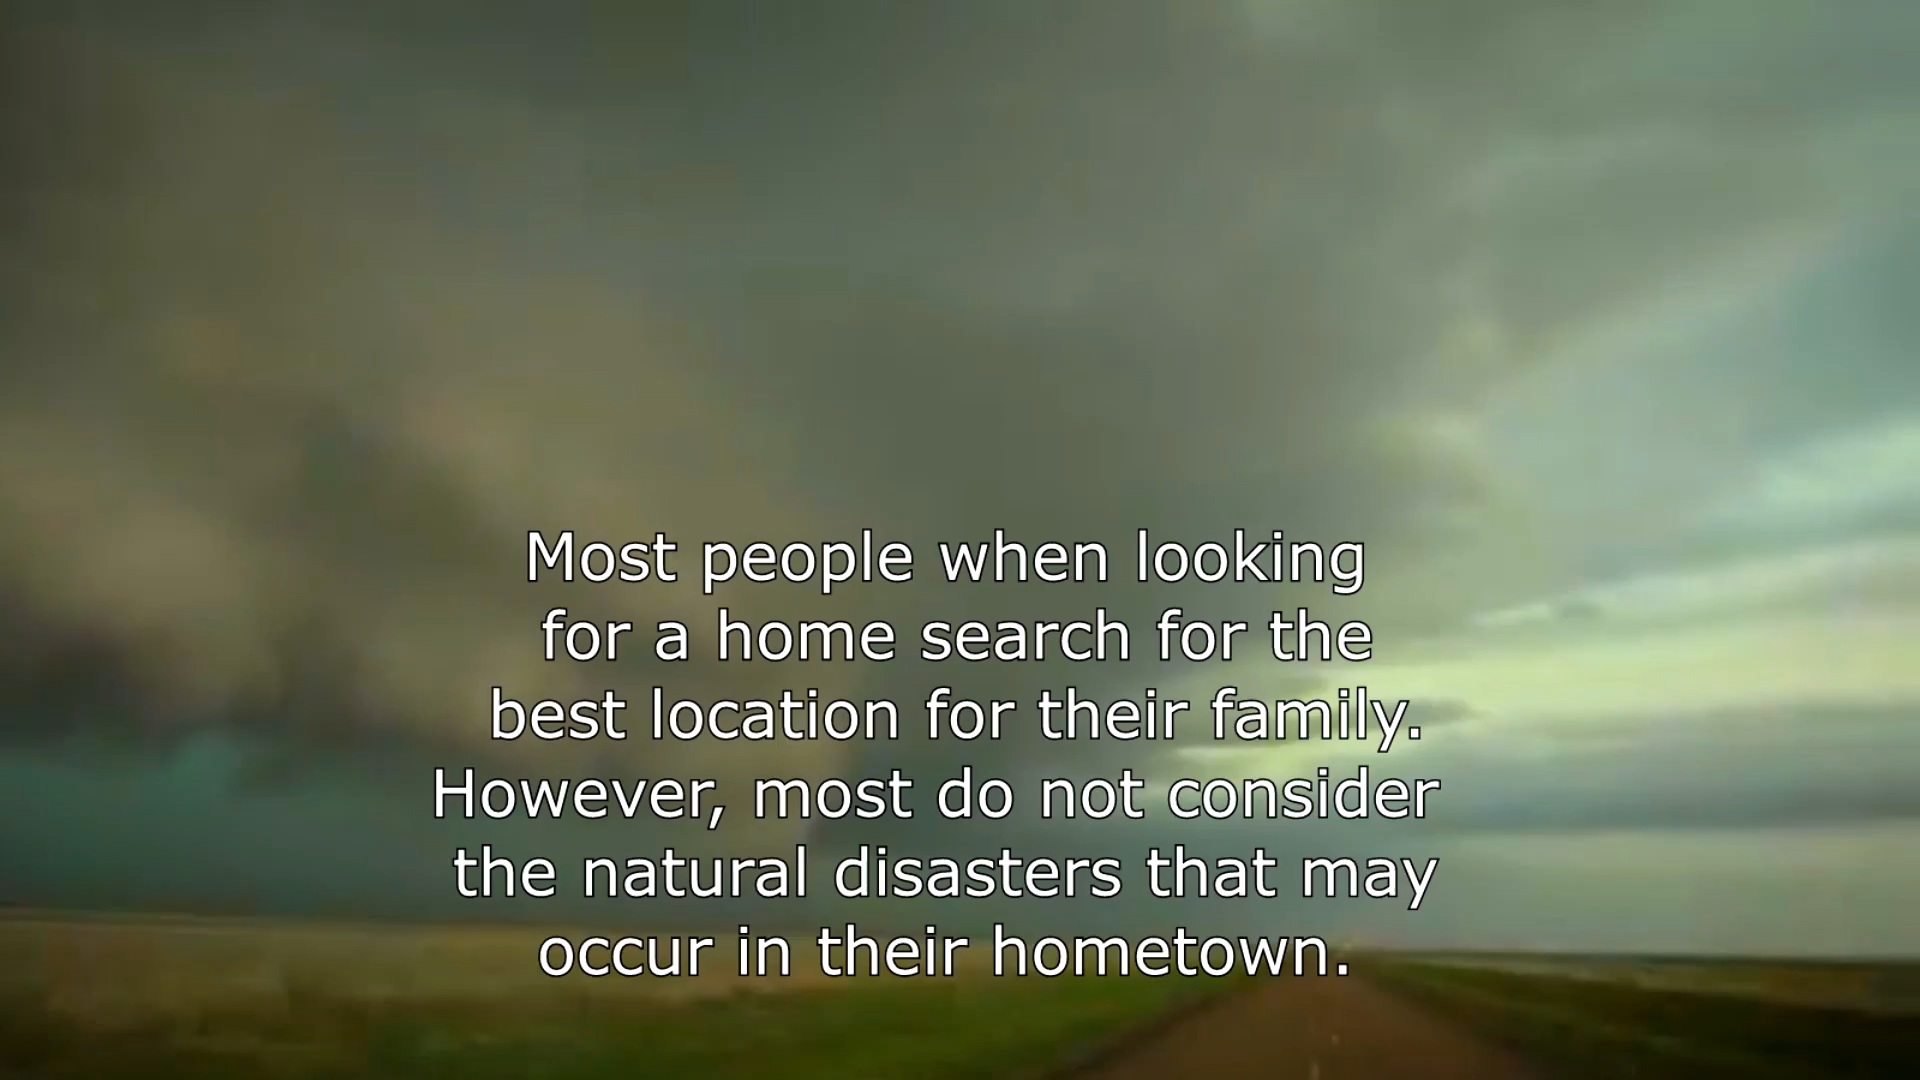 Most people when looking
for a home search for the
best location for their family.
However, most do not consider
the natural disasters that may
occur in their hometown.